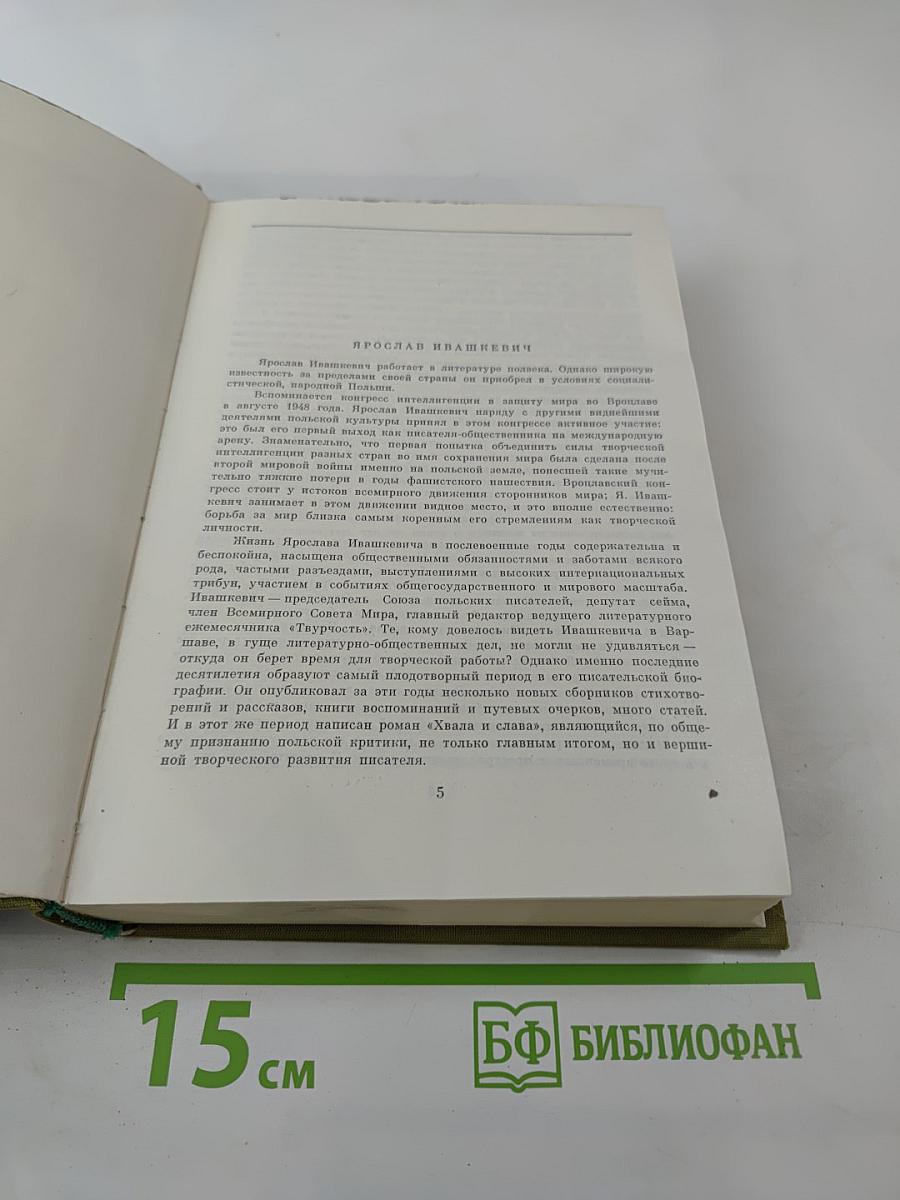 ЯРОСЛАВ ИВАШКЕВИЧ
Ярослав Ивашкевич работает в литературе полвека. Однако широкую
известность за пределами своей страны он приобрел в условиях социали-
стической, народной Польши.
Вспоминается конгресс интеллигенции в защиту мира во Вроцлаве
в августе 1948 года. Ярослав Ивашкевич наряду с другими виднейшими
деятелями польской культуры принял в этом конгрессе активное участие:
это был его первый выход как писателя-общественника на международную
арену. Знаменательно, что первая попытка объединить силы творческой
интеллигенции разных стран во имя сохранения мира была сделана после
второй мировой войны именно на польской земле, понесшей такие мучи-
тельно тяжкие потери в годы фашистского нашествия. Вроцлавский кон-
гресс стоит у истоков всемирного движения сторонников мира; Я. Иваш-
кевич занимает в этом движении видное место, и это вполне естественно:
борьба за мир близка самым коренным его стремлениям как творческой
личности.
Жизнь Ярослава Ивашкевича в послевоенные годы содержательна и
беспокойна, насыщена общественными обязанностями и заботами всякого
рода, частыми разъездами, выступлениями с высоких интернациональных
трибун, участием в событиях общегосударственного и мирового масштаба.
Ивашкевич — председатель Союза польских писателей, депутат сейма,
член Всемирного Совета Мира, главный редактор ведущего литературного
ежемесячника «Твурчость». Те, кому довелось видеть Ивашкевича в Вар-
шаве, в гуще литературно-общественных дел, не могли не удивляться —
откуда он берет время для творческой работы? Однако именно последние
десятилетия образуют самый плодотворный период в его писательской био-
графии. Он опубликовал за эти годы несколько новых сборников стихотво-
рений и рассказов, книги воспоминаний и путевых очерков, много статей.
И в этот же период написан роман «Хвала и слава», являющийся, по обще-
му признанию польской критики, не только главным итогом, но и верши-
ной творческого развития писателя.
5
15 см
БФ БИБЛИОФАН